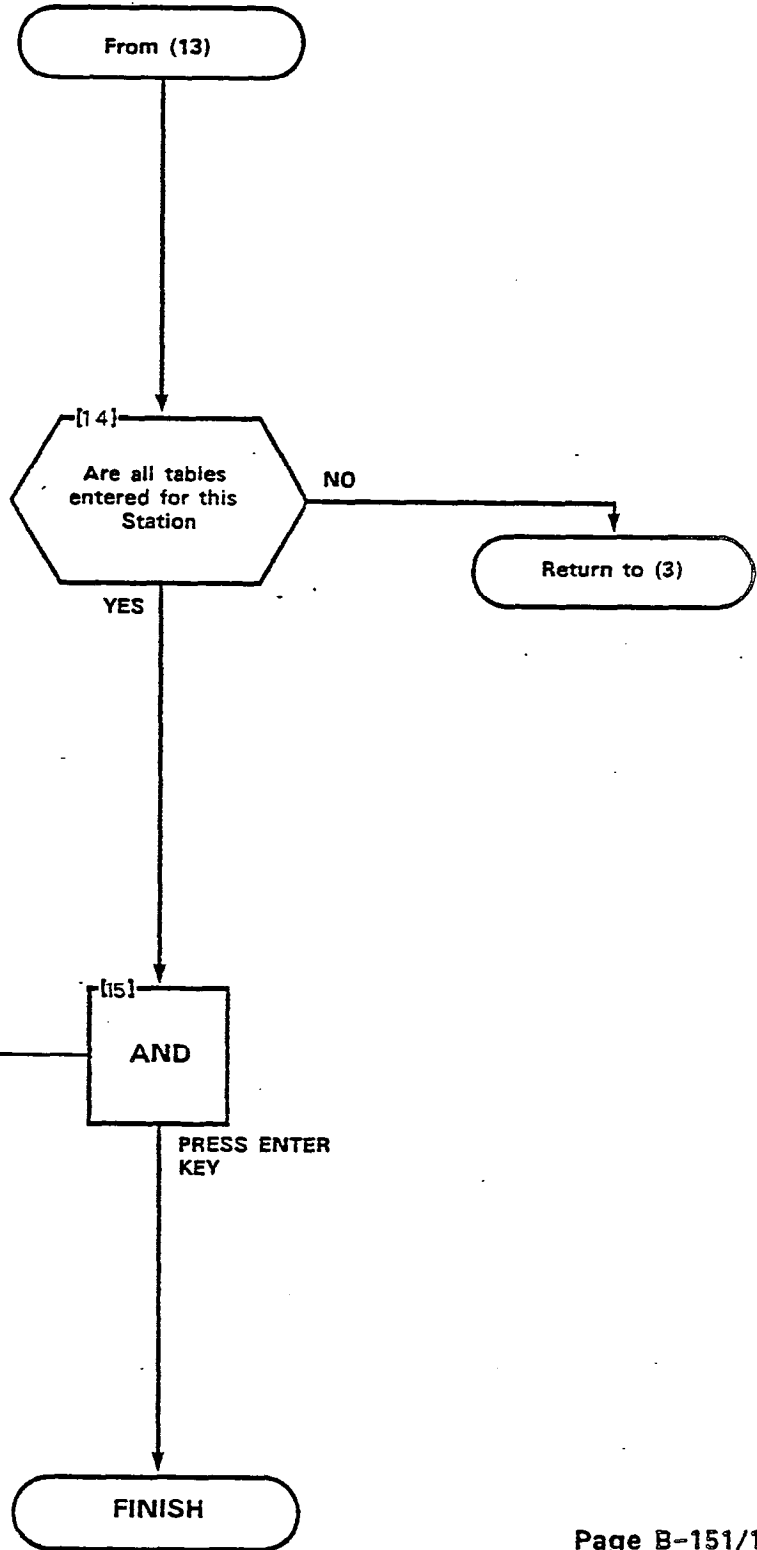 From (13)
[14]
Are all tables
entered for this
Station
NO
Return to (3)
YES
[15]
AND
PRESS ENTER
KEY
FINISH
Page B-151/1